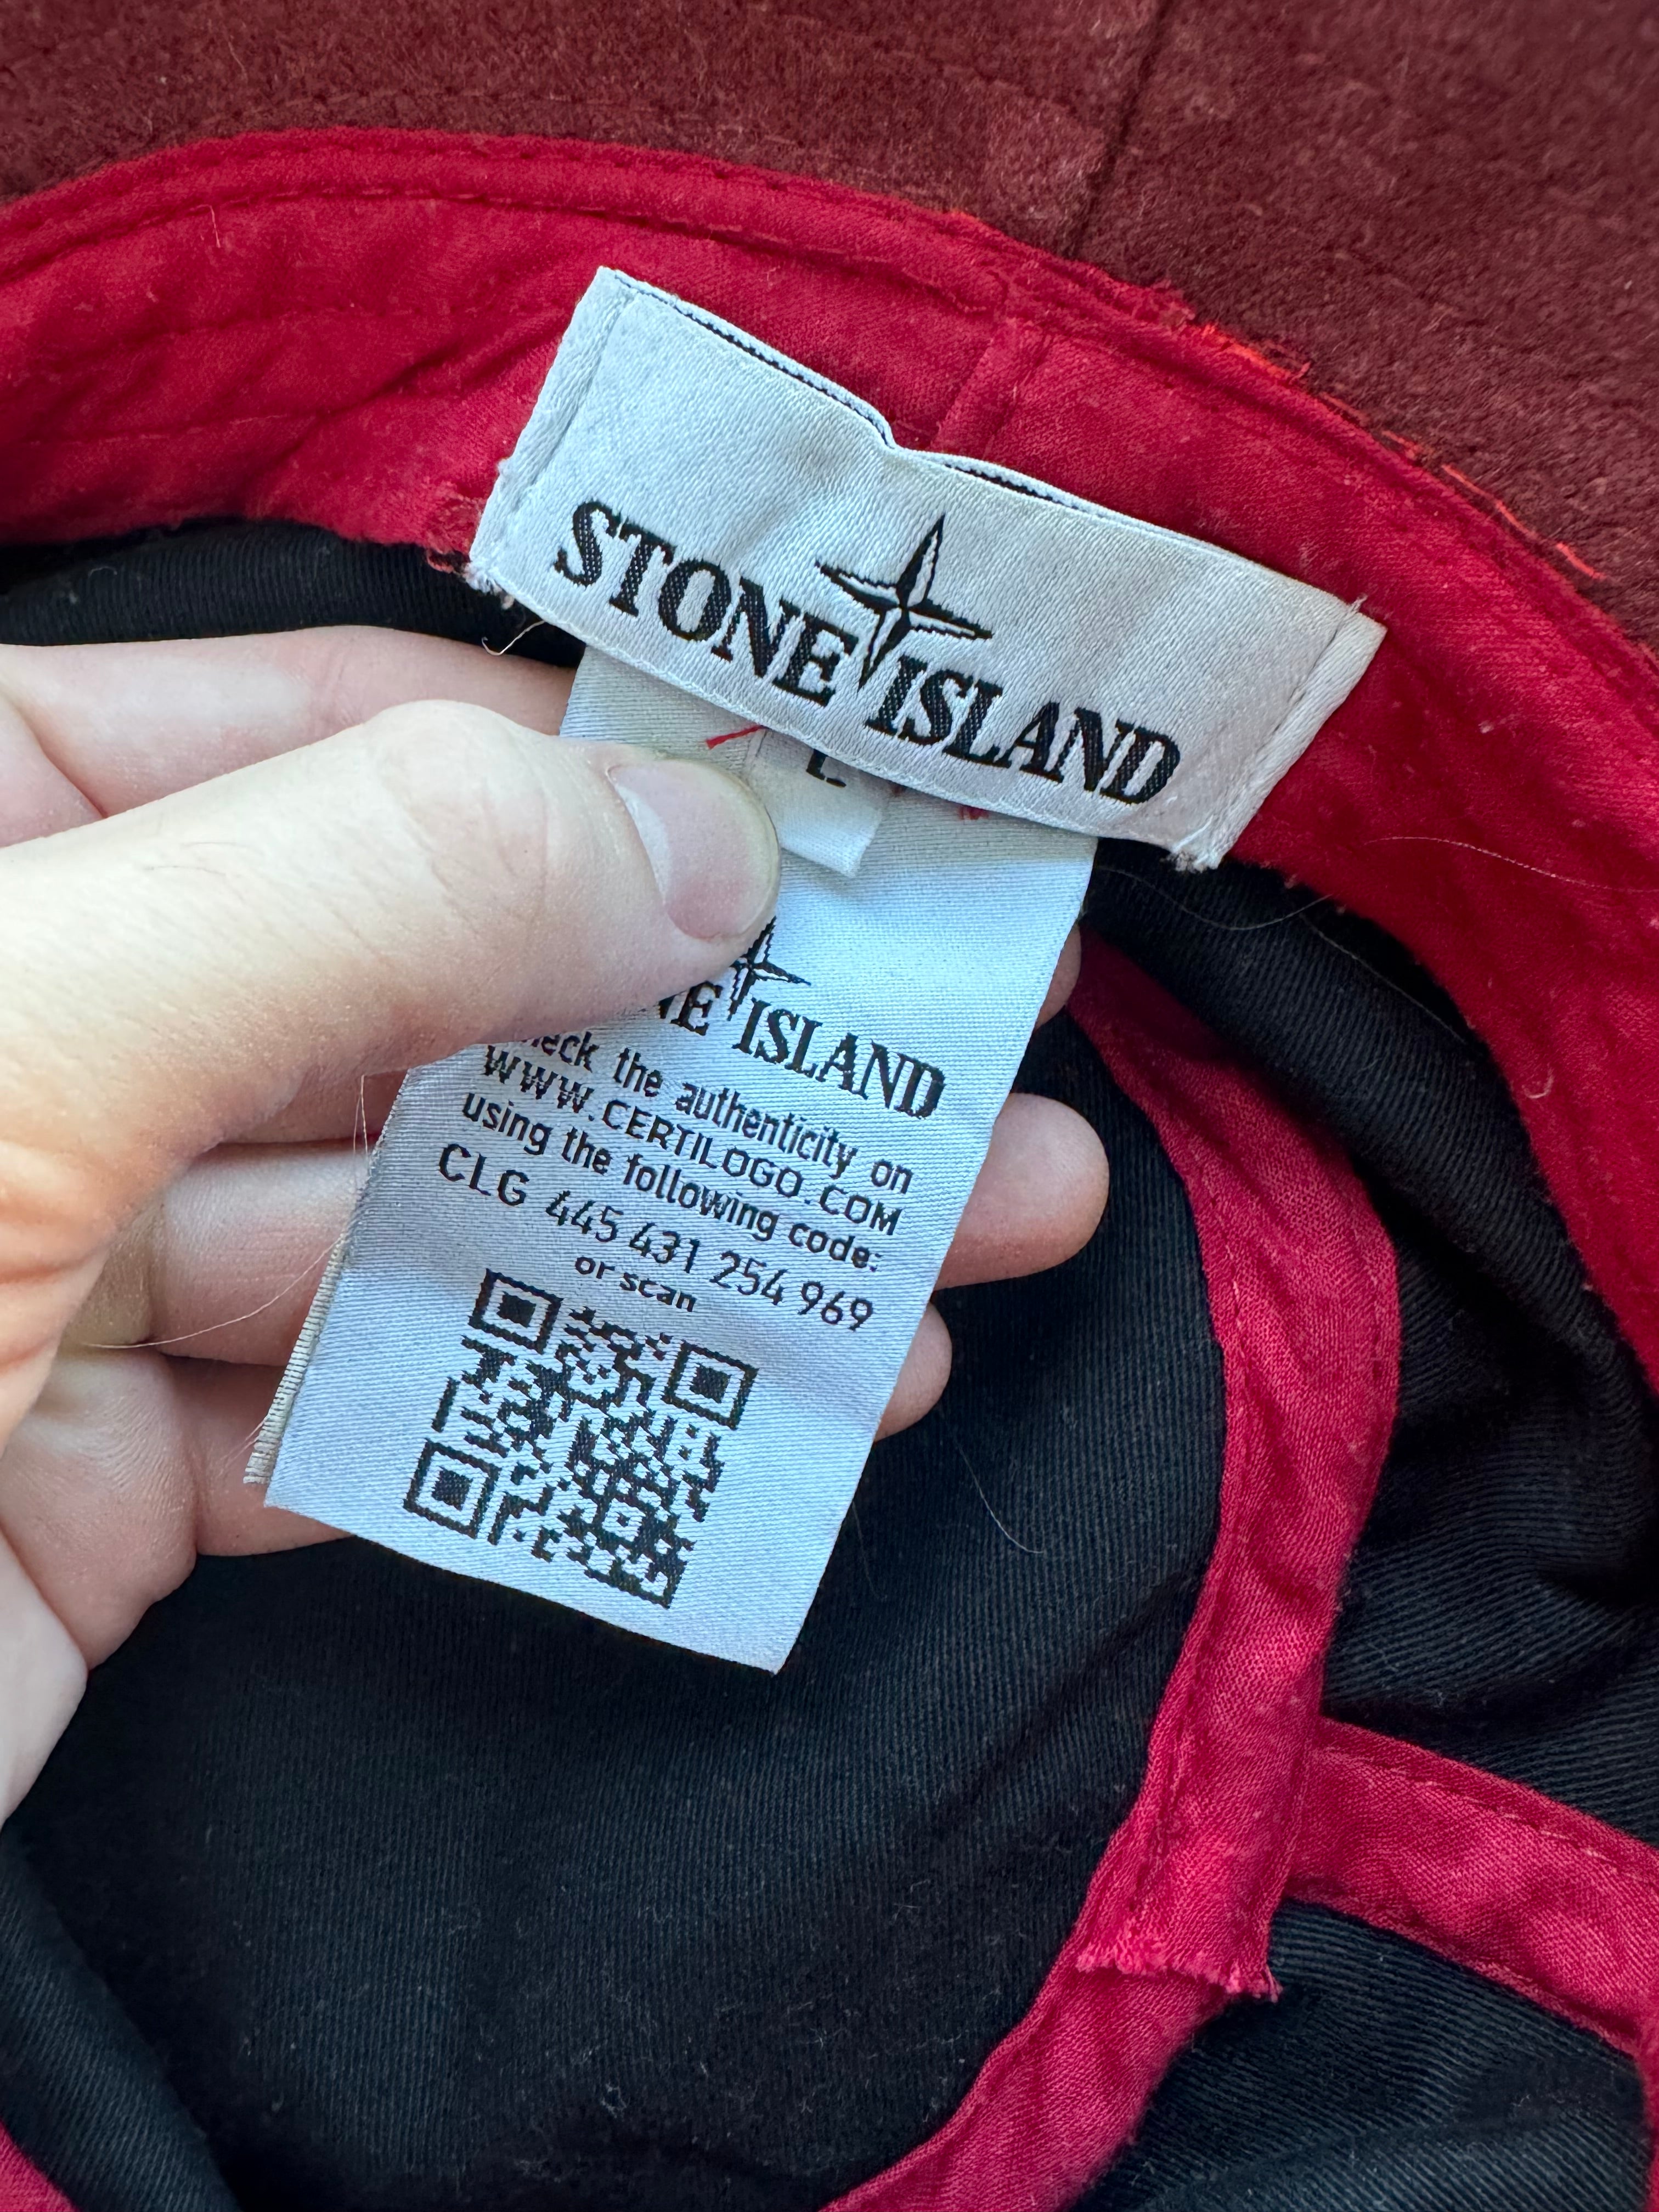 STONE ISLAND
L
ISLAND
the authenticity on
WWW.CERTILOGO.COM
using the following code:
CLG 445 431 254 969
or scan